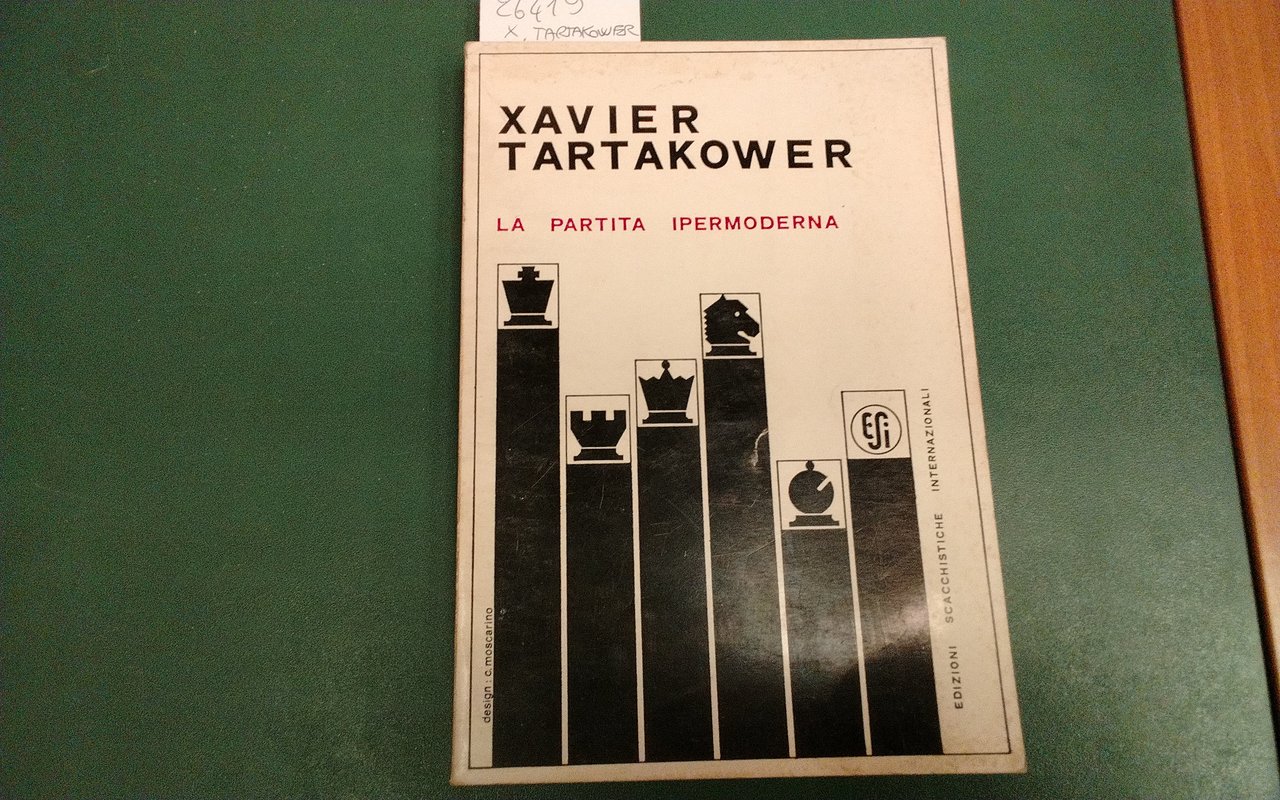 26419
X. TARTAKOWER
XAVIER
TARTAKOWER
LA PARTITA IPERMODERNA
ESI
design: c. moscarino
EDIZIONI SCACCHISTICHE INTERNAZIONALI